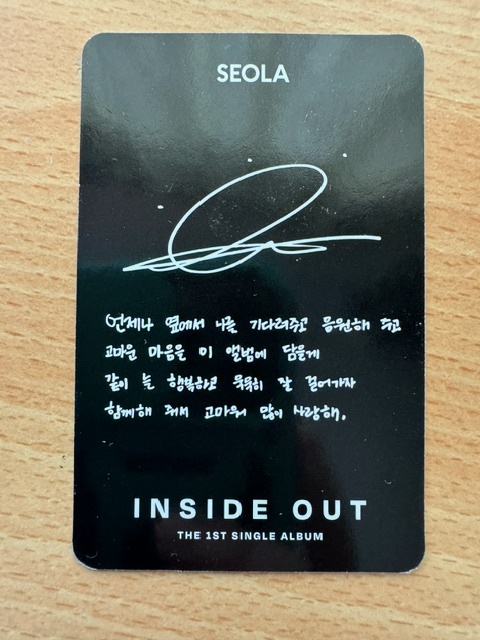 SEOLA
언제나 옆에서 나를 기다려주고 응원해 주고
고마운 마음을 이 앨범에 담을게
같이 늘 행복하고 묵묵히 잘 걸어가자
함께해 줘서 고마워 많이 사랑해.
INSIDE OUT
THE 1ST SINGLE ALBUM